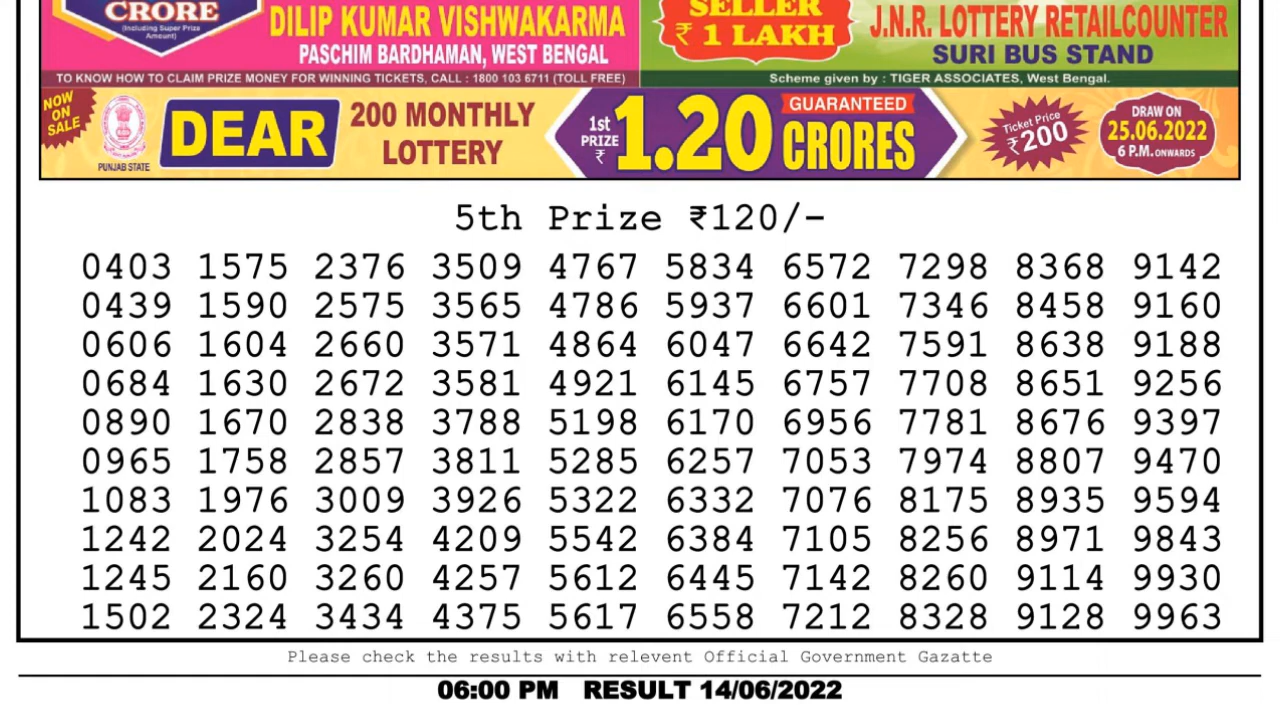 CRORE
(Including Super Prize
Amount)
DILIP KUMAR VISHWAKARMA
PASCHIM BARDHAMAN, WEST BENGAL
SELLER
₹ 1 LAKH
J.N.R. LOTTERY RETAILCOUNTER
SURI BUS STAND
TO KNOW HOW TO CLAIM PRIZE MONEY FOR WINNING TICKETS, CALL : 1800 103 6711 (TOLL FREE)
Scheme given by : TIGER ASSOCIATES, West Bengal.
NOW
ON
SALE
PUNJAB STATE
DEAR
200 MONTHLY
LOTTERY
1st
PRIZE
₹
1.20
GUARANTEED
CRORES
Ticket Price
₹200
DRAW ON
25.06.2022
6 P.M. ONWARDS
5th Prize ₹120/-
0403 1575 2376 3509 4767 5834 6572 7298 8368 9142
0439 1590 2575 3565 4786 5937 6601 7346 8458 9160
0606 1604 2660 3571 4864 6047 6642 7591 8638 9188
0684 1630 2672 3581 4921 6145 6757 7708 8651 9256
0890 1670 2838 3788 5198 6170 6956 7781 8676 9397
0965 1758 2857 3811 5285 6257 7053 7974 8807 9470
1083 1976 3009 3926 5322 6332 7076 8175 8935 9594
1242 2024 3254 4209 5542 6384 7105 8256 8971 9843
1245 2160 3260 4257 5612 6445 7142 8260 9114 9930
1502 2324 3434 4375 5617 6558 7212 8328 9128 9963
Please check the results with relevent Official Government Gazatte
06:00 PM RESULT 14/06/2022